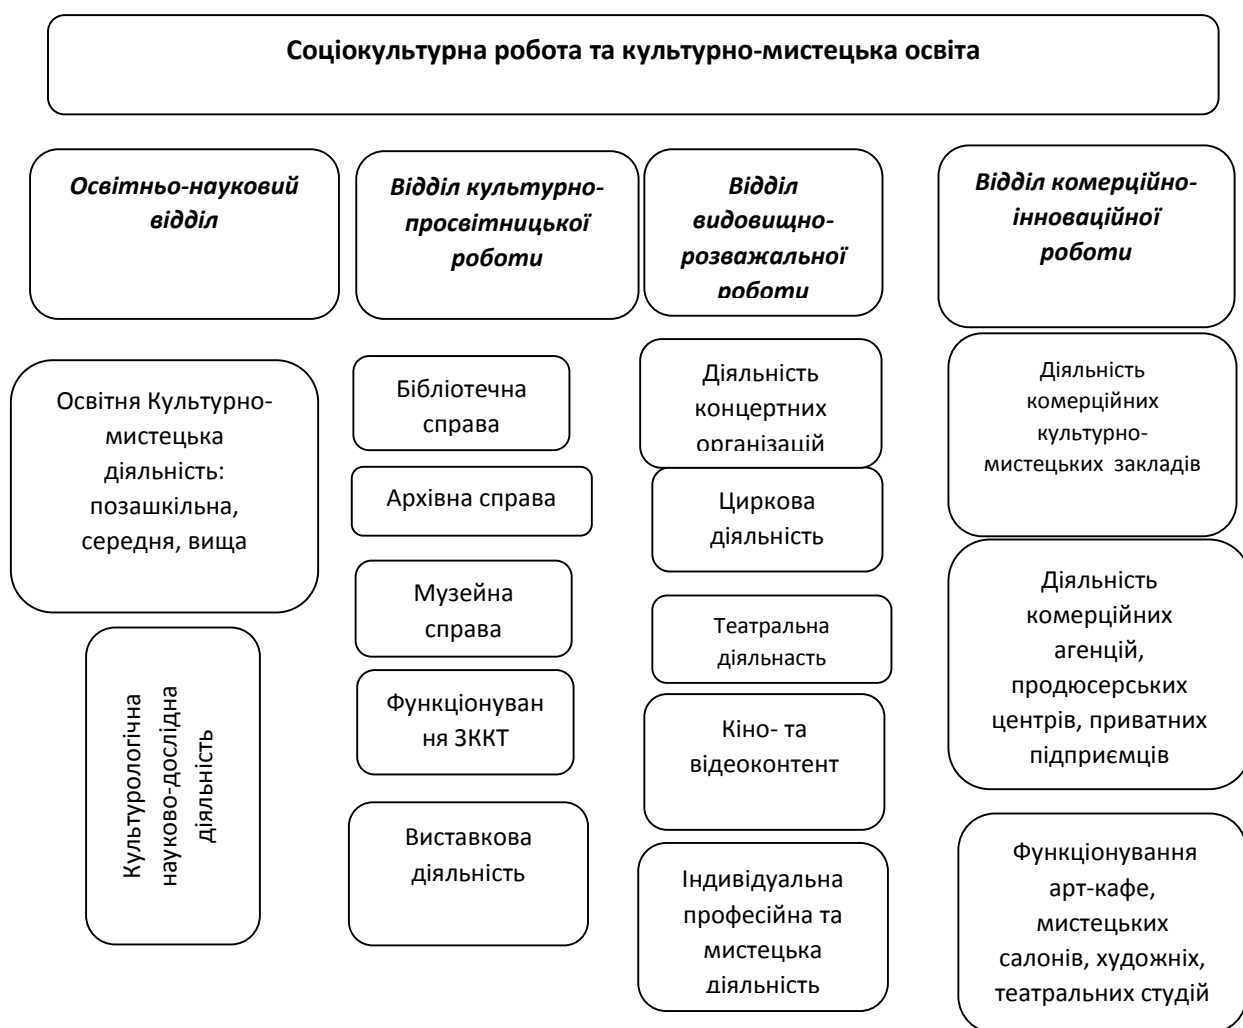 Соціокультурна робота та культурно-мистецька освіта
Освітньо-науковий
відділ
Відділ культурно-
просвітницької
роботи
Відділ
видовищно-
розважальної
роботи
Відділ комерційно-
інноваційної
роботи
Освітня Культурно-
мистецька
діяльність:
позашкільна,
середня, вища
Культурологічна
науково-дослідна
діяльність
Бібліотечна
справа
Архівна справа
Музейна
справа
Функціонуван
ня ЗККТ
Виставкова
діяльність
Діяльність
концертних
організацій
Циркова
діяльність
Театральна
діяльнасть
Кіно- та
відеоконтент
Індивідуальна
професійна та
мистецька
діяльність
Діяльність
комерційних
культурно-
мистецьких закладів
Діяльність
комерційних
агенцій,
продюсерських
центрів, приватних
підприємців
Функціонування
арт-кафе,
мистецьких
салонів, художніх,
театральних студій